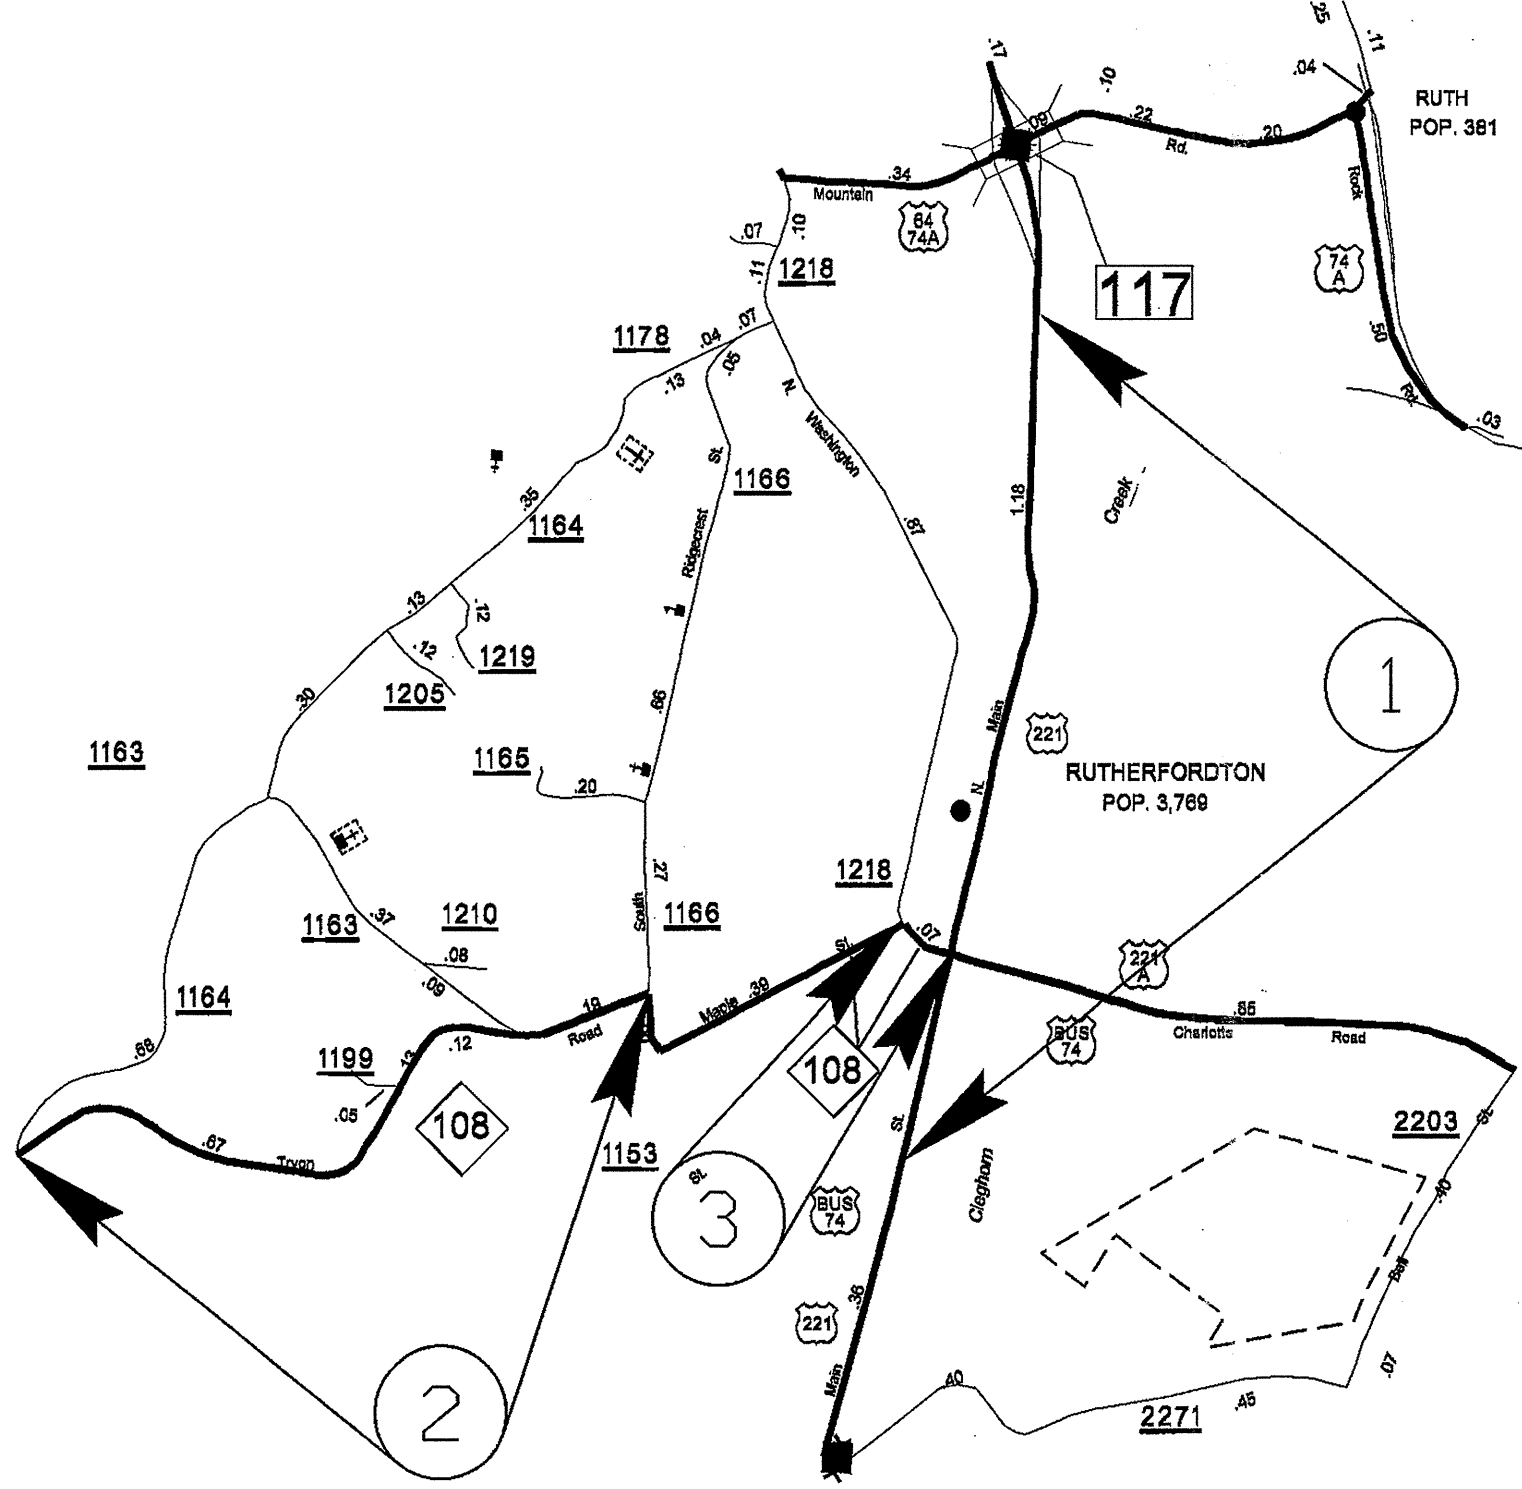 .25
.11
.17
.10
.04
RUTH
POP. 381
.09
.22
Rd.
.20
.34
Mountain
Rock
64
74A
.10
.07
.11
1218
74
A
117
.50
1178
.04
.07
.05
.13
N.
Rd.
.03
Washington
St.
1166
.35
1164
.87
1.18
Creek
Ridgecrest
.13
.12
.12
1219
1205
.30
.99
Main
221
1163
1165
.20
RUTHERFORDTON
POP. 3,769
N.
.27
1218
South
1166
1
.37
1163
1210
.08
.09
St.
.07
221
A
1164
.19
Road
Maple
.39
.65
Charlotte
Road
BUS
74
.68
.12
.13
1199
.05
108
108
St.
2203
St.
.67
Tryon
1153
St.
3
BUS
74
Cleghorn
.40
Bell
.36
221
Main
.40
.07
.45
2271
2